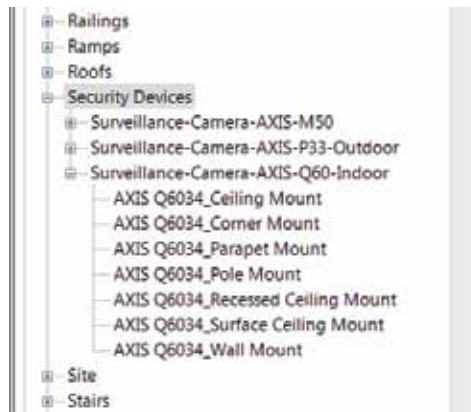 Railings
Ramps
Roofs
Security Devices
Surveillance-Camera-AXIS-M50
Surveillance-Camera-AXIS-P33-Outdoor
Surveillance-Camera-AXIS-Q60-Indoor
AXIS Q6034_Ceiling Mount
AXIS Q6034_Corner Mount
AXIS Q6034_Parapet Mount
AXIS Q6034_Pole Mount
AXIS Q6034_Recessed Ceiling Mount
AXIS Q6034_Surface Ceiling Mount
AXIS Q6034_Wall Mount
Site
Stairs